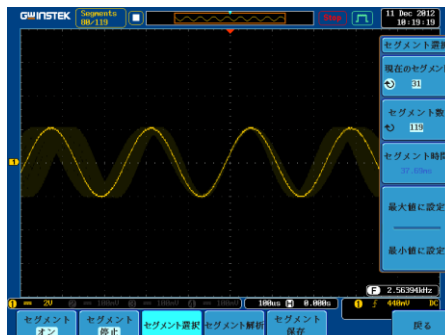 GWINSTEK Segments 00/119 Stop 11 Dec 2012 10:19:19
セグメント選択
現在のセグメント
31
セグメント数
119
セグメント時間
最大値に設定
最小値に設定
F 2.56394kHz
1 2V 100us H 0.000s 1 440mV DC
セグメント オン
セグメント 停止
セグメント選択
セグメント解析
セグメント 保存
戻る